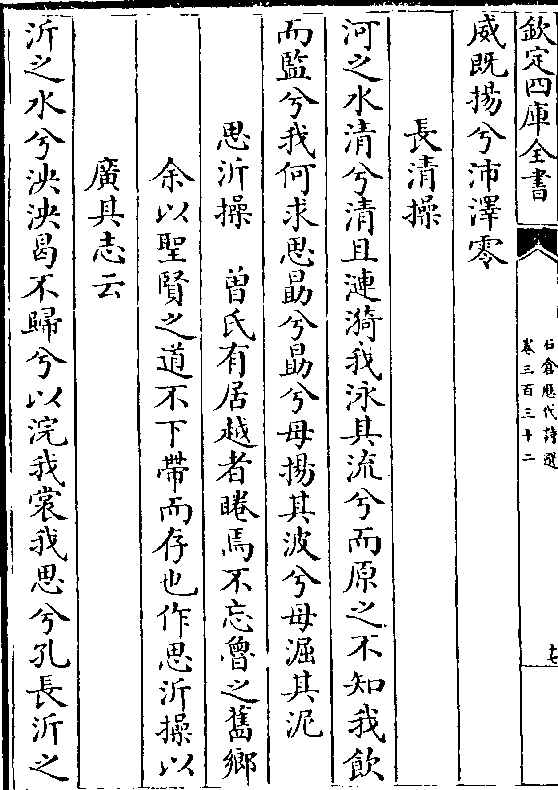 欽定四庫全書
石倉歷代詩選
卷三百三十二
七
威既揚兮沛澤零
長清操
河之水清兮清且漣漪我泳其流兮而原之不知我飲
而監兮我何求思勗兮勗兮毋揚其波兮毋淈其泥
思沂操 曽氏有居越者睠焉不忘魯之舊鄉
余以聖賢之道不下帶而存也作思沂操以
廣其志云
沂之水兮泱泱曷不歸兮以浣我裳我思兮孔長沂之